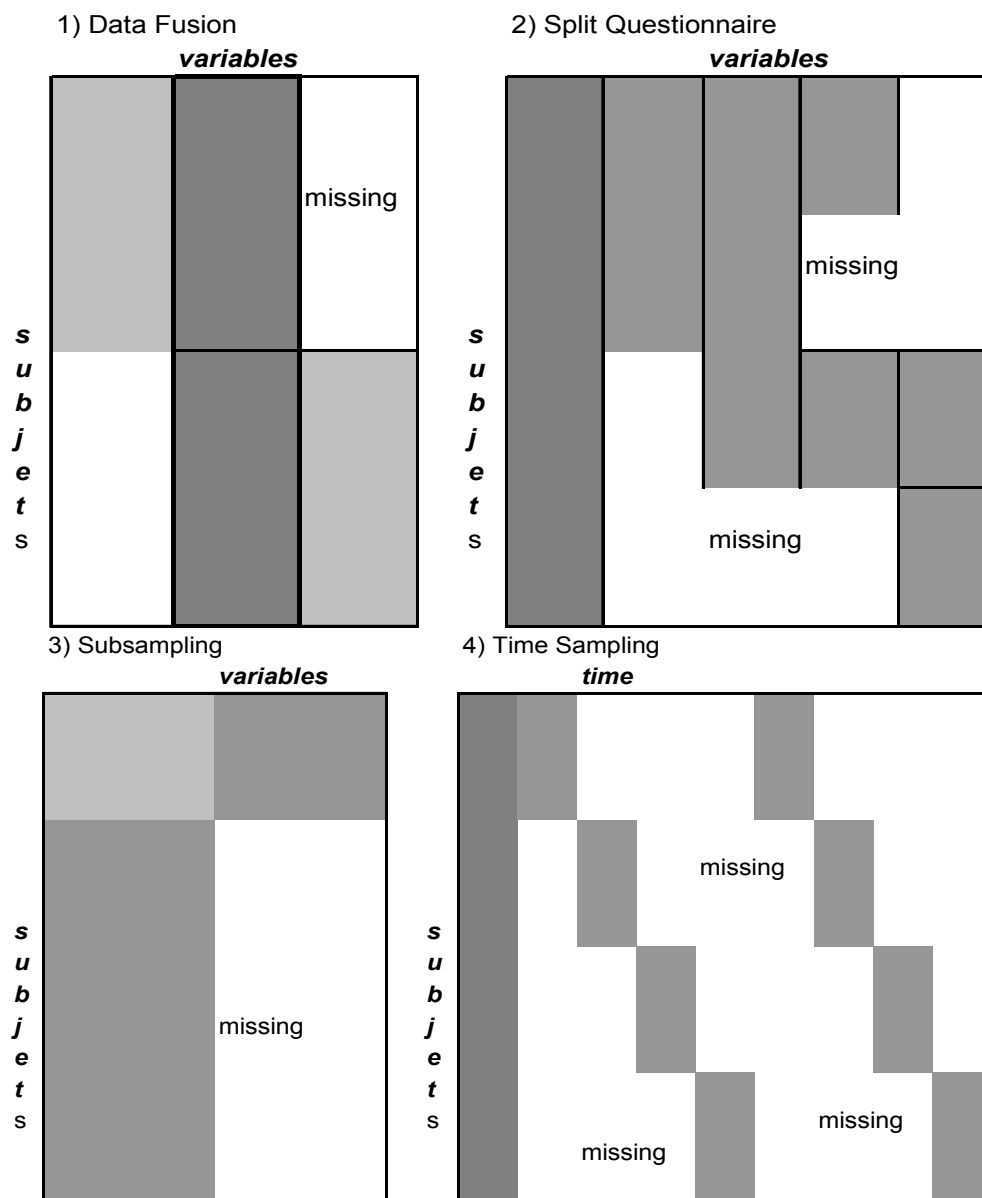 1) Data Fusion
variables
missing
s
u
b
j
e
t
s
2) Split Questionnaire
variables
missing
missing
s
u
b
j
e
t
s
3) Subsampling
variables
missing
s
u
b
j
e
t
s
4) Time Sampling
time
missing
missing
missing
s
u
b
j
e
t
s